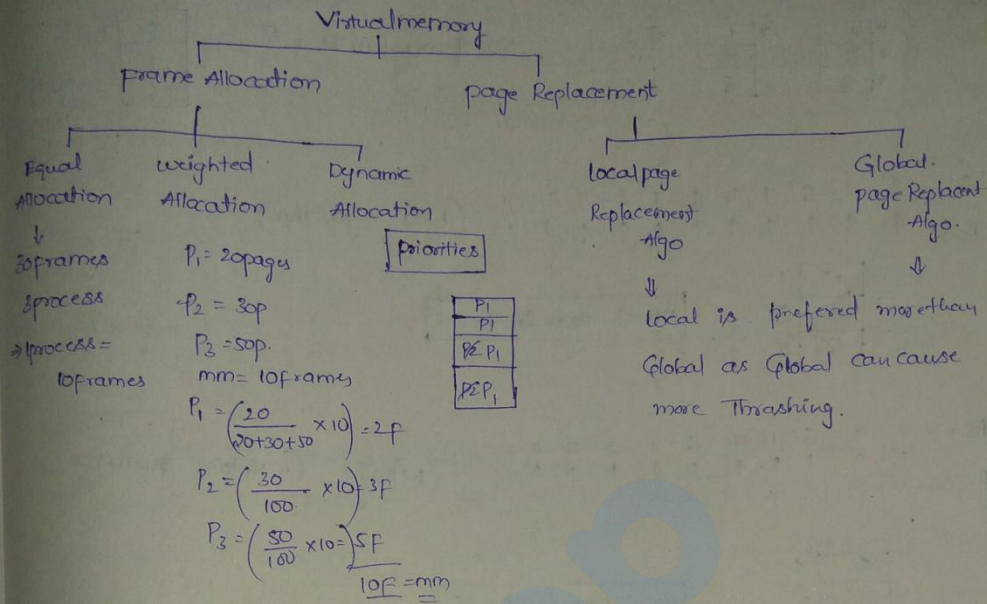 Virtualmemory
Frame Allocation
page Replacement
Equal
Allocation
↓
30frames
3process
⇒ 1process =
10frames
weighted
Allocation
P1 = 20pages
P2 = 30p
P3 = 50p.
mm = 10frames
P1 = (20/20+30+50 × 10) = 2F
P2 = (30/100 × 10) = 3F
P3 = (50/100 × 10 =) 5F
10F = mm
Dynamic
Allocation
Priorities
P1
P1
P1
P1
local page
Replacement
Algo
⇓
Global.
page Replacent
Algo.
⇓
local is prefered morethan
Global as Global can cause
more Thrashing.